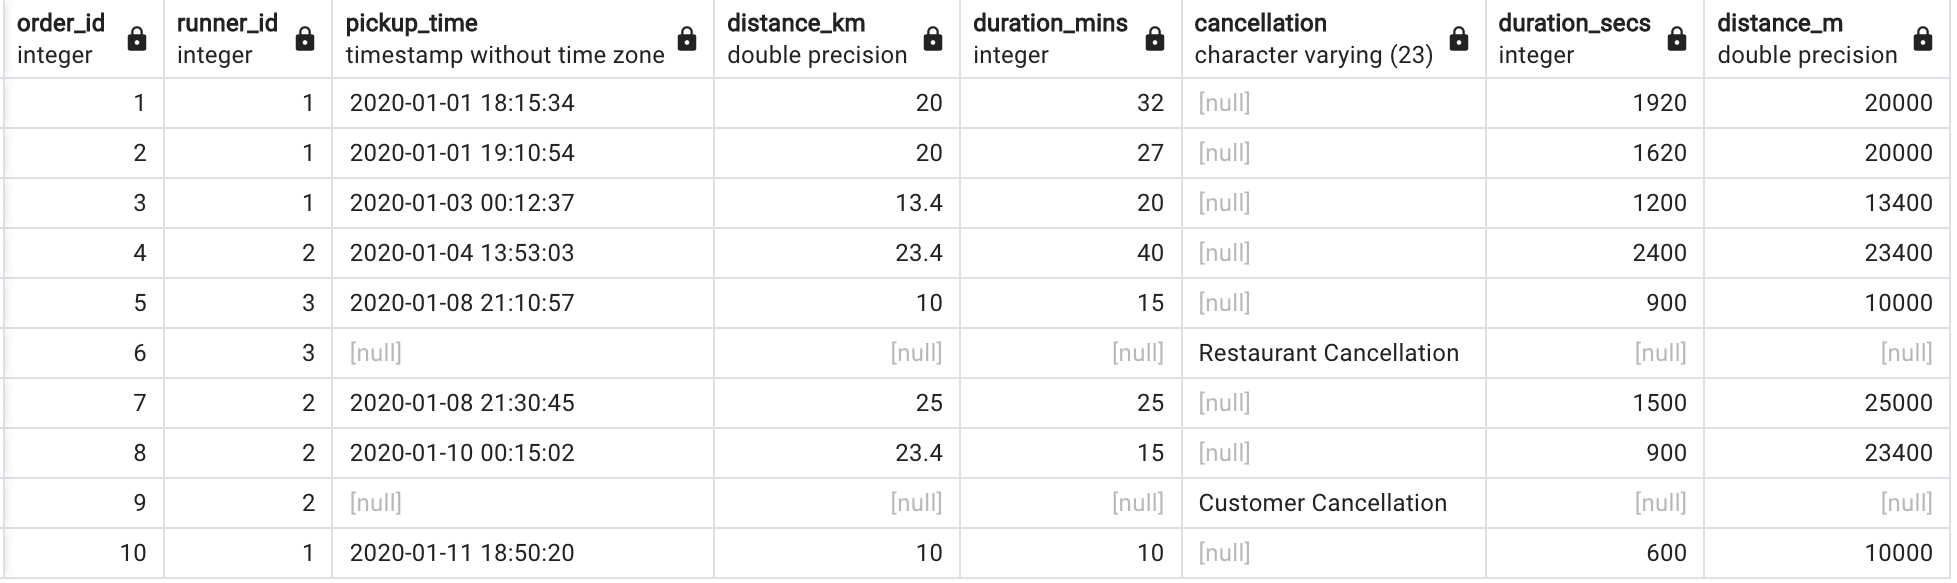 order_id runner_id pickup_time distance_km duration_mins cancellation duration_secs distance_m
integer integer timestamp without time zone double precision integer character varying (23) integer double precision
1 1 2020-01-01 18:15:34 20 32 [null] 1920 20000
2 1 2020-01-01 19:10:54 20 27 [null] 1620 20000
3 1 2020-01-03 00:12:37 13.4 20 [null] 1200 13400
4 2 2020-01-04 13:53:03 23.4 40 [null] 2400 23400
5 3 2020-01-08 21:10:57 10 15 [null] 900 10000
6 3 [null] [null] [null] Restaurant Cancellation [null] [null]
7 2 2020-01-08 21:30:45 25 25 [null] 1500 25000
8 2 2020-01-10 00:15:02 23.4 15 [null] 900 23400
9 2 [null] [null] [null] Customer Cancellation [null] [null]
10 1 2020-01-11 18:50:20 10 10 [null] 600 10000